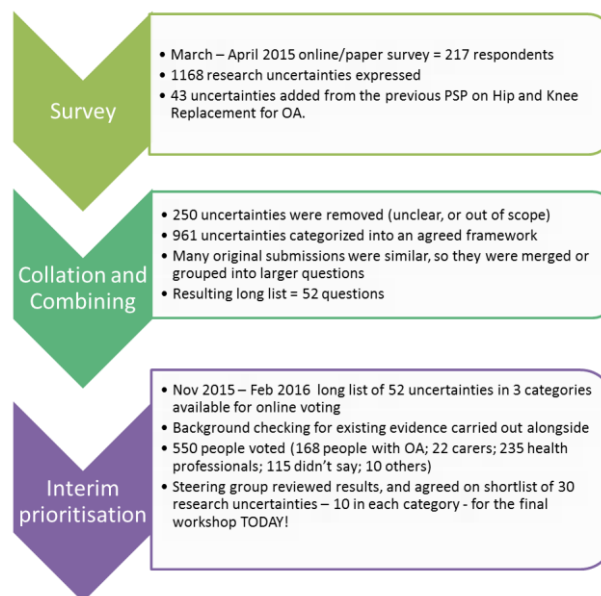 Survey
• March – April 2015 online/paper survey = 217 respondents
• 1168 research uncertainties expressed
• 43 uncertainties added from the previous PSP on Hip and Knee
Replacement for OA.
Collation and
Combining
• 250 uncertainties were removed (unclear, or out of scope)
• 961 uncertainties categorized into an agreed framework
• Many original submissions were similar, so they were merged or
grouped into larger questions
• Resulting long list = 52 questions
Interim
prioritisation
• Nov 2015 – Feb 2016 long list of 52 uncertainties in 3 categories
available for online voting
• Background checking for existing evidence carried out alongside
• 550 people voted (168 people with OA; 22 carers; 235 health
professionals; 115 didn't say; 10 others)
• Steering group reviewed results, and agreed on shortlist of 30
research uncertainties – 10 in each category - for the final
workshop TODAY!